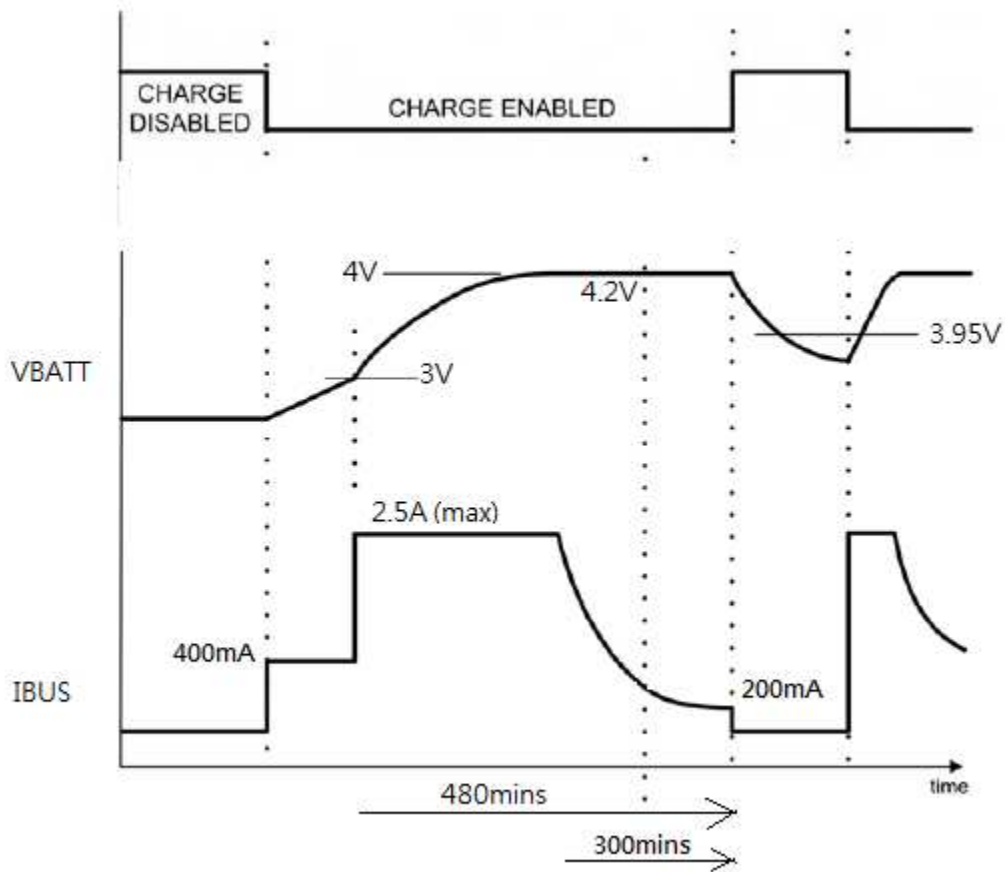 CHARGE
DISABLED
CHARGE ENABLED
4V
4.2V
3.95V
VBATT
3V
2.5A (max)
400mA
200mA
IBUS
time
480mins
300mins